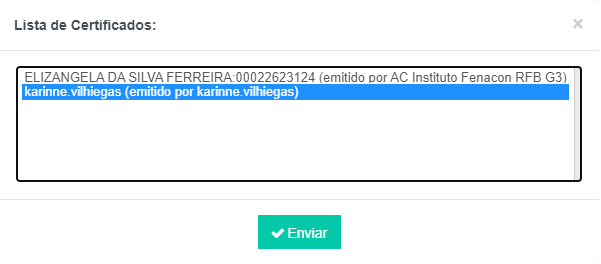 Lista de Certificados:
×
ELIZANGELA DA SILVA FERREIRA:00022623124 (emitido por AC Instituto Fenacon RFB G3)
karinne.vilhiegas (emitido por karinne.vilhiegas)
Enviar